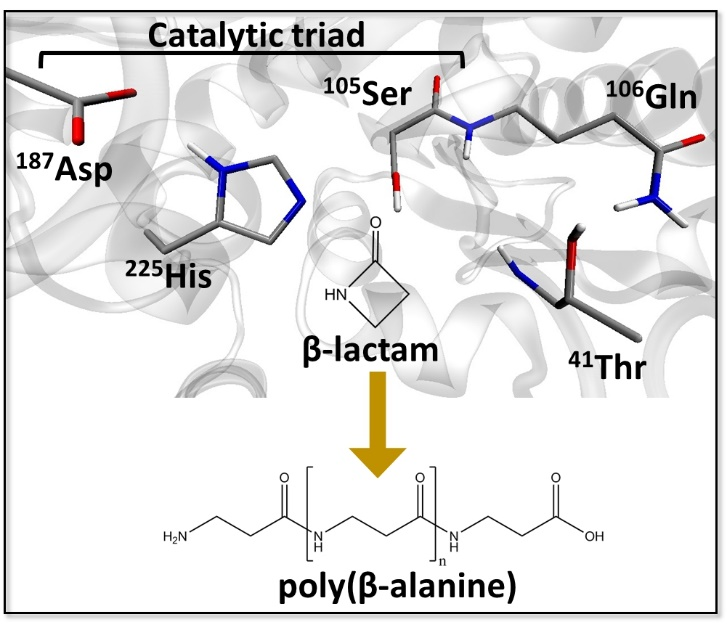 Catalytic triad
¹⁰⁵Ser
¹⁰⁶Gln
¹⁸⁷Asp
²²⁵His
O
HN
β-lactam
⁴¹Thr
O
O
O
H₂N
N
H
n
N
H
OH
poly(β-alanine)